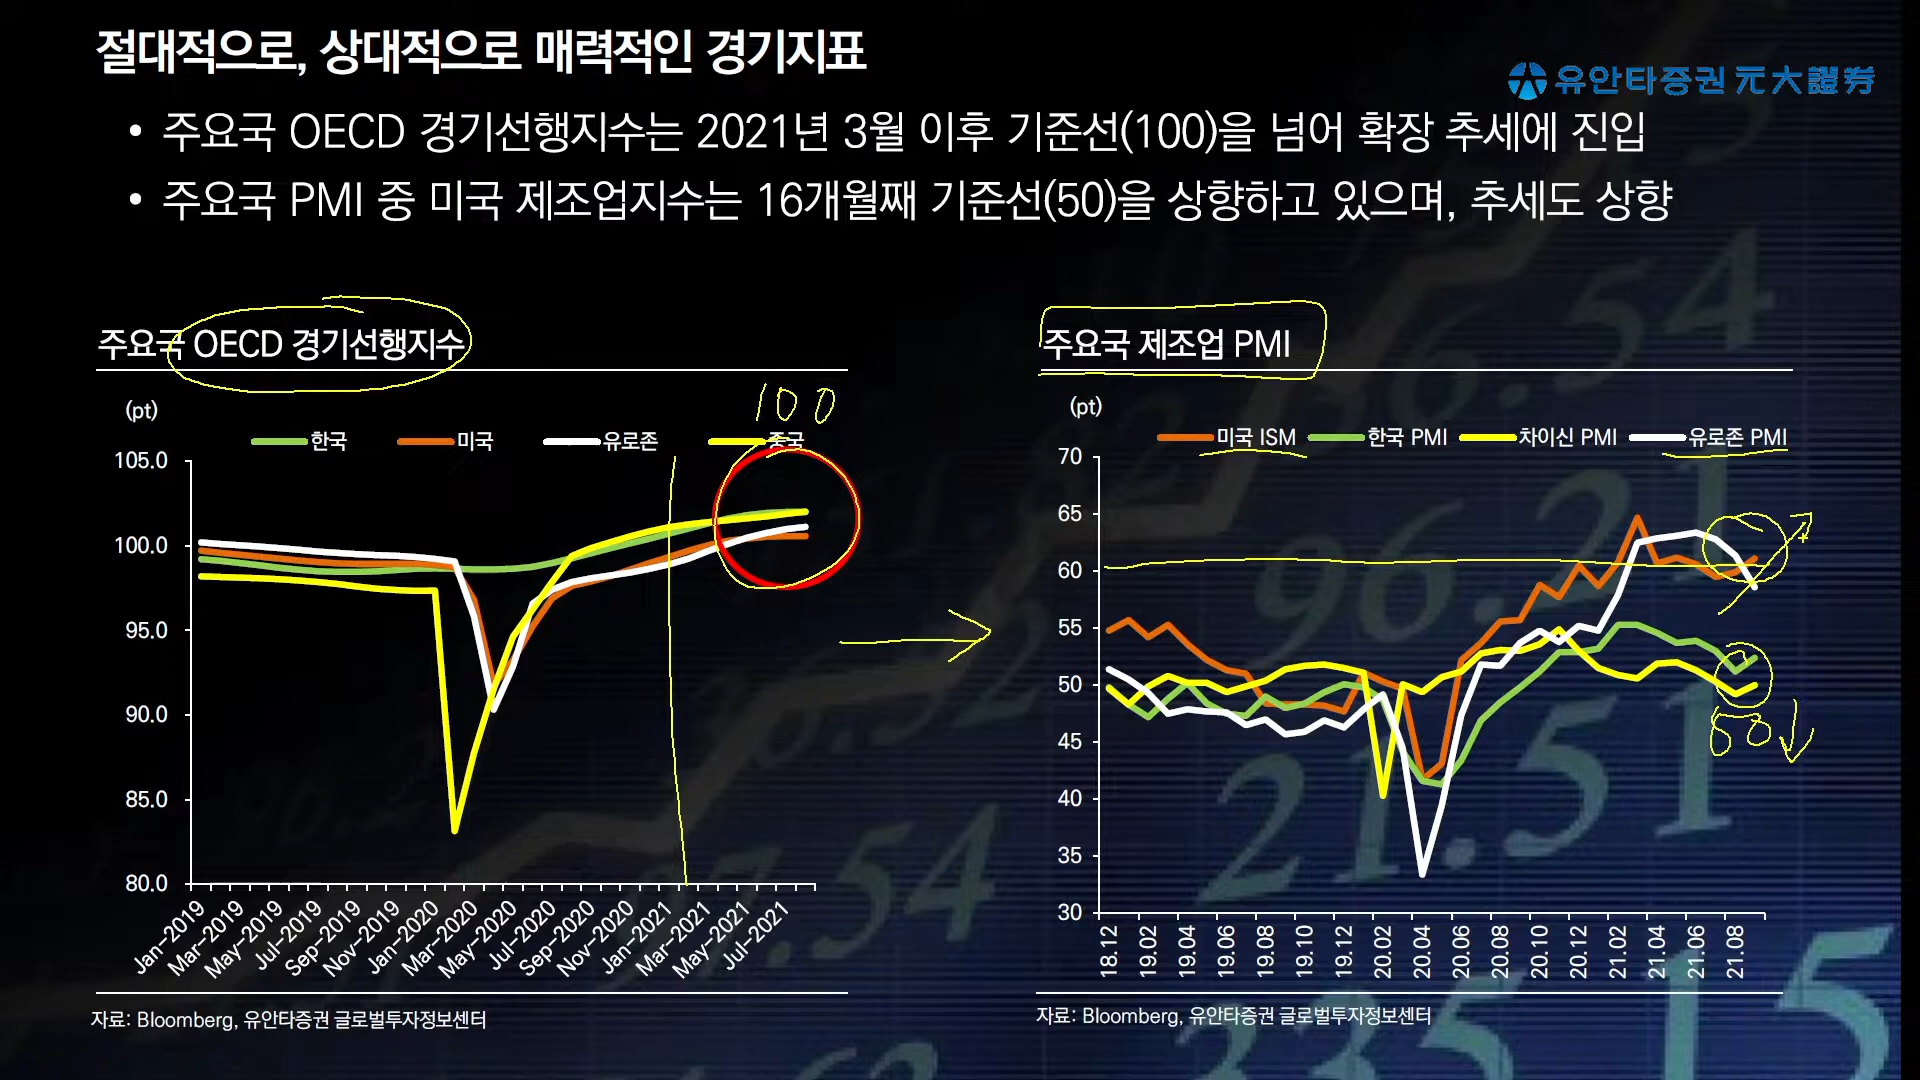 절대적으로, 상대적으로 매력적인 경기지표
유안타증권 元大證券
• 주요국 OECD 경기선행지수는 2021년 3월 이후 기준선(100)을 넘어 확장 추세에 진입
• 주요국 PMI 중 미국 제조업지수는 16개월째 기준선(50)을 상향하고 있으며, 추세도 상향
주요국 OECD 경기선행지수
100
(pt)
한국 미국 유로존 중국
105.0
100.0
95.0
90.0
85.0
80.0
Jan-2019 Mar-2019 May-2019 Jul-2019 Sep-2019 Nov-2019 Jan-2020 Mar-2020 May-2020 Jul-2020 Sep-2020 Nov-2020 Jan-2021 Mar-2021 May-2021 Jul-2021
자료: Bloomberg, 유안타증권 글로벌투자정보센터
주요국 제조업 PMI
(pt)
미국 ISM 한국 PMI 차이신 PMI 유로존 PMI
70
65
60
55
50
45
40
35
30
18.12 19.02 19.04 19.06 19.08 19.10 19.12 20.02 20.04 20.06 20.08 20.10 20.12 21.02 21.04 21.06 21.08
자료: Bloomberg, 유안타증권 글로벌투자정보센터
96.21
21.51